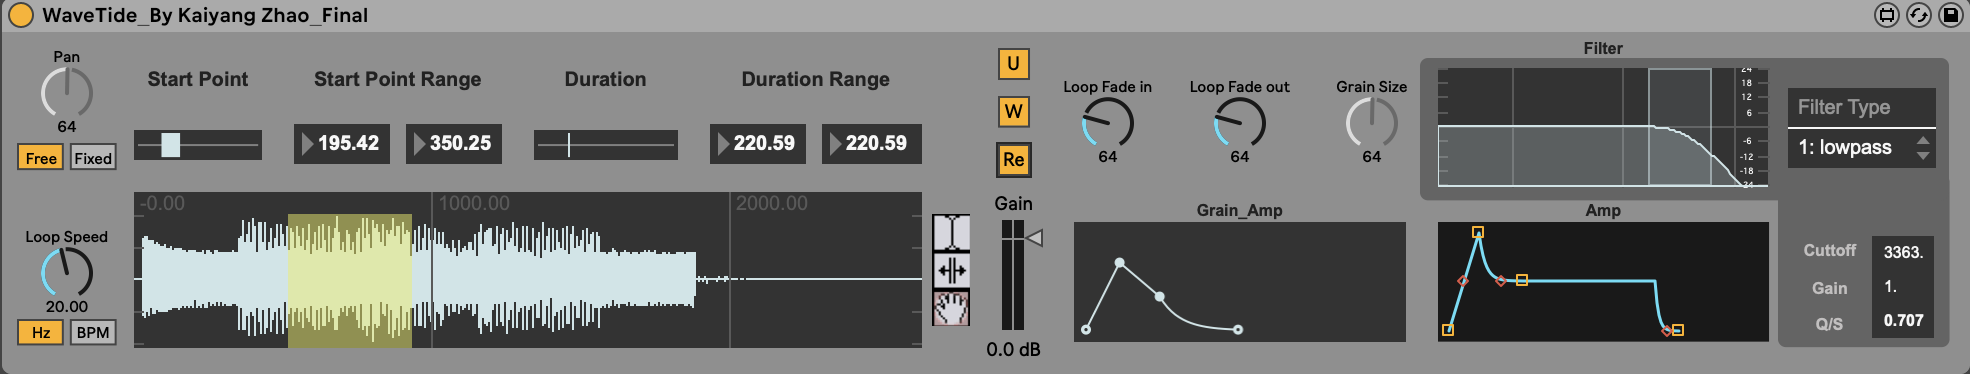 WaveTide_By Kaiyang Zhao_Final
Pan
64
Free Fixed
Loop Speed
20.00
Hz BPM
Start Point Start Point Range Duration Duration Range
195.42 350.25 220.59 220.59
-0.00 1000.00 2000.00
U
W
Re
Gain
0.0 dB
Loop Fade in Loop Fade out Grain Size
64 64 64
Grain_Amp
Filter
24
18
12
6
-6
-12
-18
-24
Filter Type
1: lowpass
Amp
Cuttoff 3363.
Gain 1.
Q/S 0.707